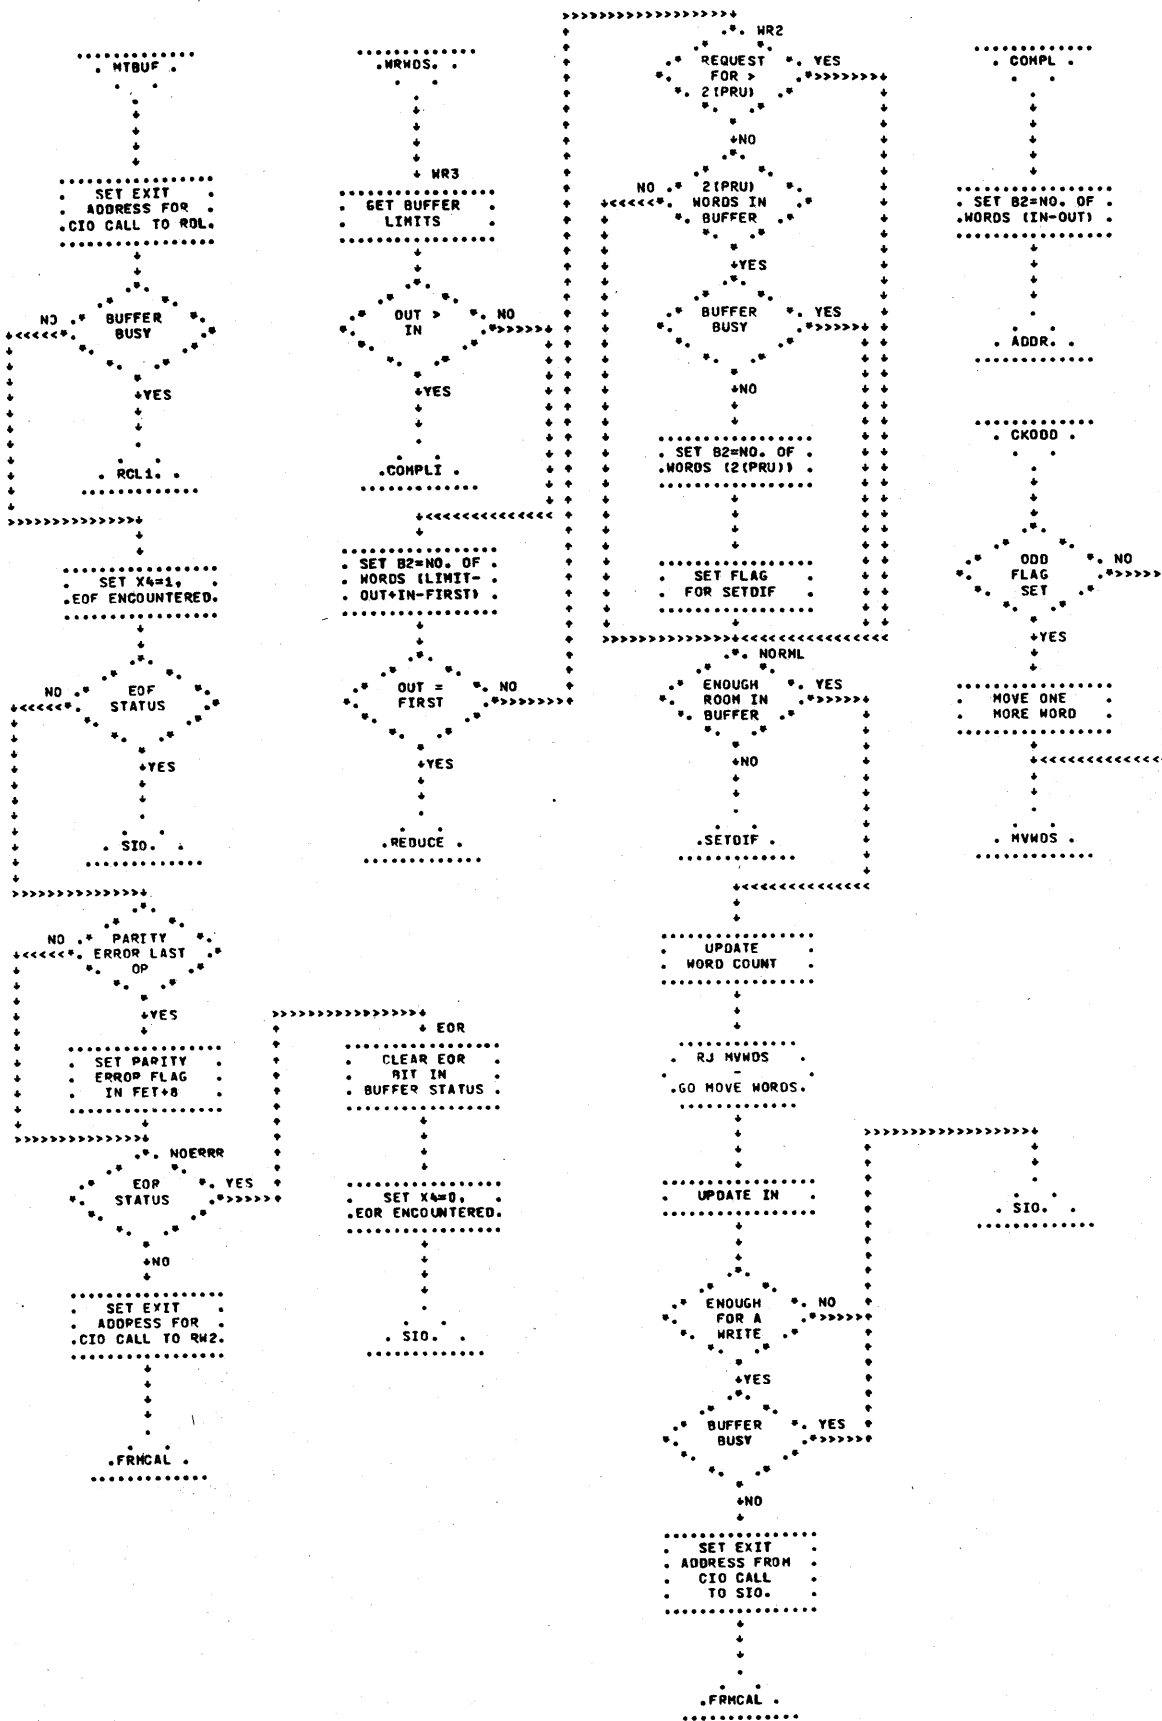 MTBUF
SET EXIT
ADDRESS FOR
CIO CALL TO RDL.
BUFFER
BUSY
NO
YES
RCL1.
SET X4=1,
EOF ENCOUNTERED.
EOF
STATUS
NO
YES
SIO.
PARITY
ERROR LAST
OP
NO
YES
SET PARITY
ERROR FLAG
IN FET+8
NOERRR
EOR
STATUS
YES
NO
SET EXIT
ADDRESS FOR
CIO CALL TO RW2.
FRMCAL
WRWDS.
WR3
GET BUFFER
LIMITS
OUT >
IN
NO
YES
COMPLI
SET B2=NO. OF
WORDS (LIMIT-
OUT+IN-FIRST)
OUT =
FIRST
NO
YES
REDUCE
EOR
CLEAR EOR
BIT IN
BUFFER STATUS
SET X4=0,
EOR ENCOUNTERED.
SIO.
WR2
REQUEST
FOR >
2(PRU)
YES
NO
2(PRU)
WORDS IN
BUFFER
NO
YES
BUFFER
BUSY
YES
NO
SET B2=NO. OF
WORDS (2(PRU))
SET FLAG
FOR SETDIF
NORML
ENOUGH
ROOM IN
BUFFER
YES
NO
SETDIF
UPDATE
WORD COUNT
RJ MVWDS
-
GO MOVE WORDS.
UPDATE IN
ENOUGH
FOR A
WRITE
NO
YES
BUFFER
BUSY
YES
NO
SET EXIT
ADDRESS FROM
CIO CALL
TO SIO.
FRMCAL
COMPL
SET B2=NO. OF
WORDS (IN-OUT)
ADDR.
CKODD
ODD
FLAG
SET
NO
YES
MOVE ONE
MORE WORD
MVWDS
SIO.